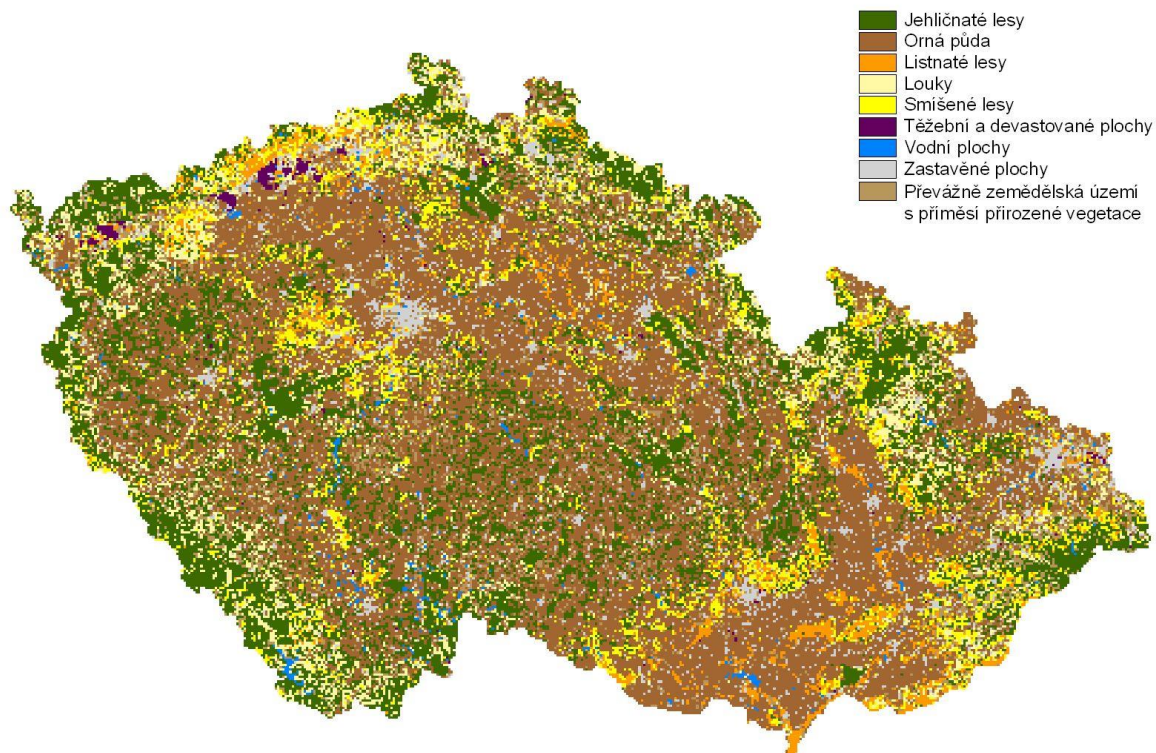 Jehličnaté lesy
Orná půda
Listnaté lesy
Louky
Smíšené lesy
Těžební a devastované plochy
Vodní plochy
Zastavěné plochy
Převážně zemědělská území
s příměsí přirozené vegetace